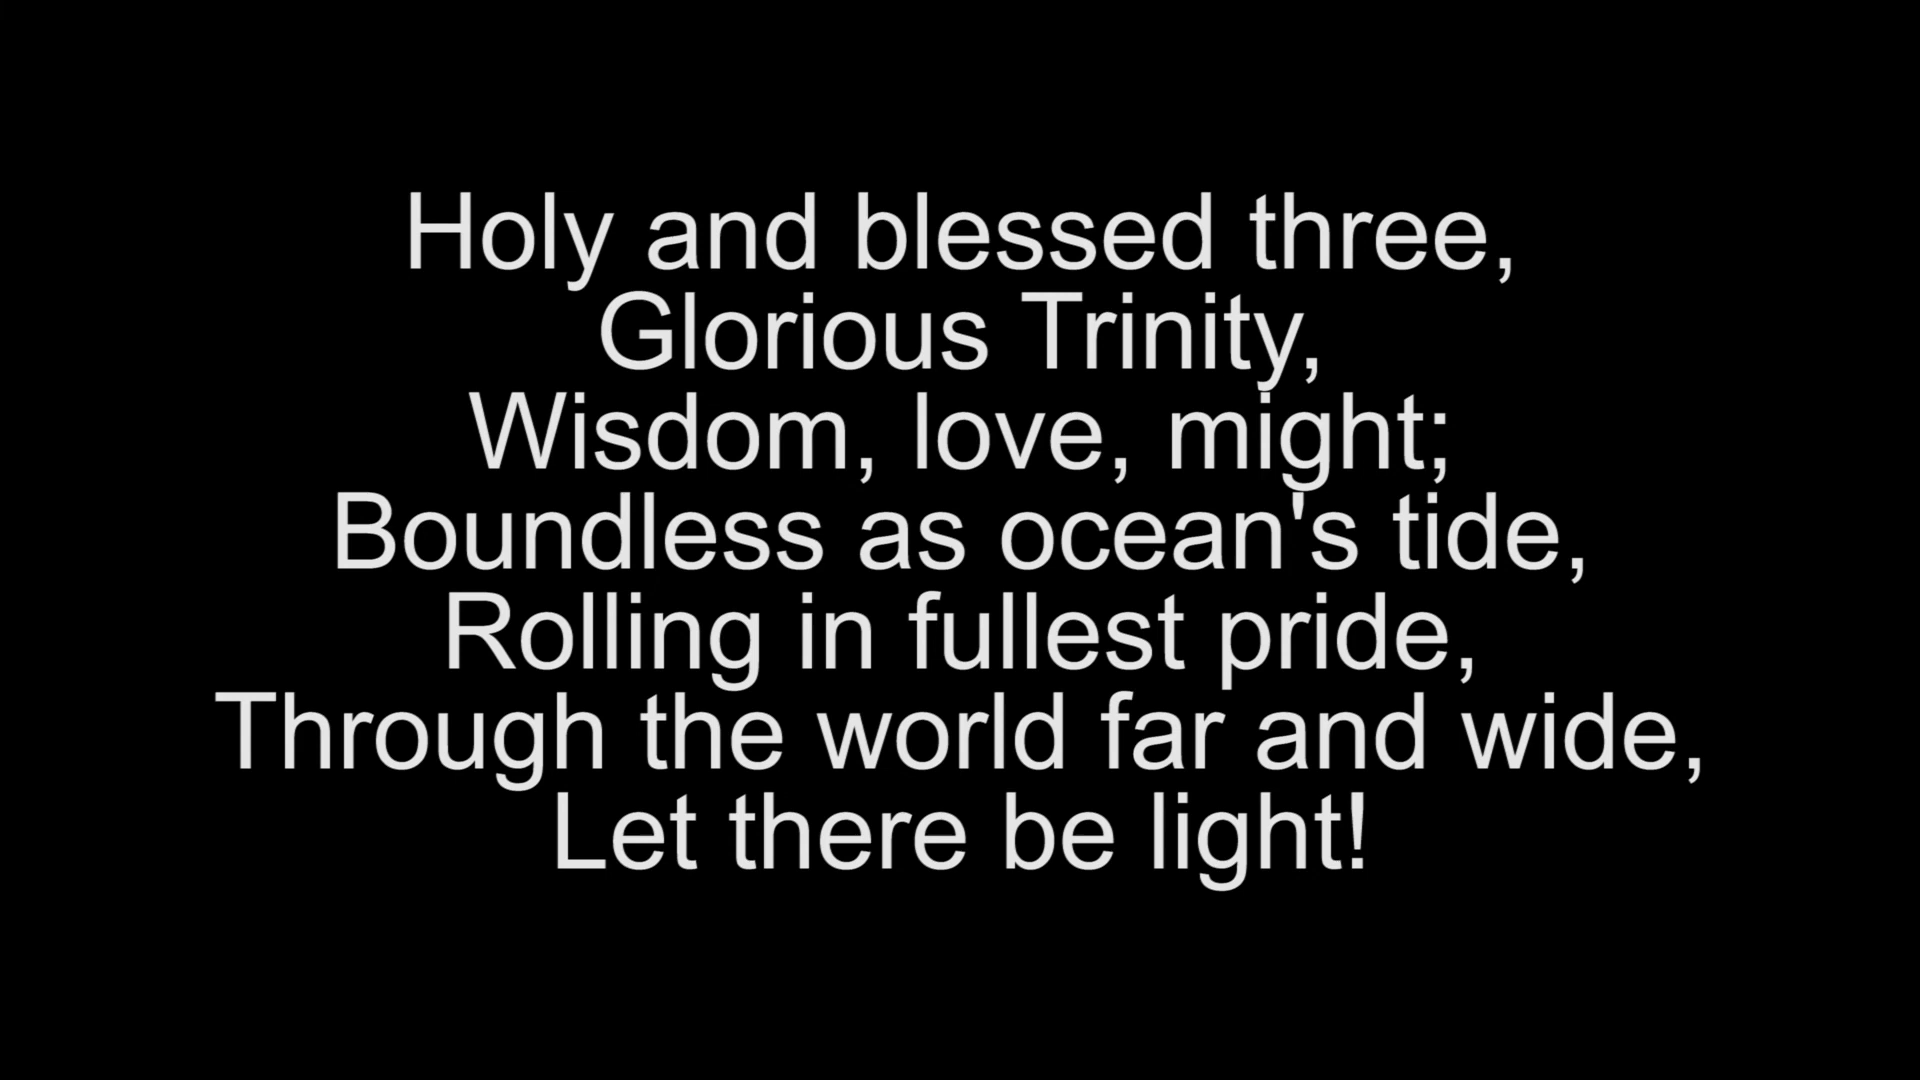 Holy and blessed three,
Glorious Trinity,
Wisdom, love, might;
Boundless as ocean's tide,
Rolling in fullest pride,
Through the world far and wide,
Let there be light!